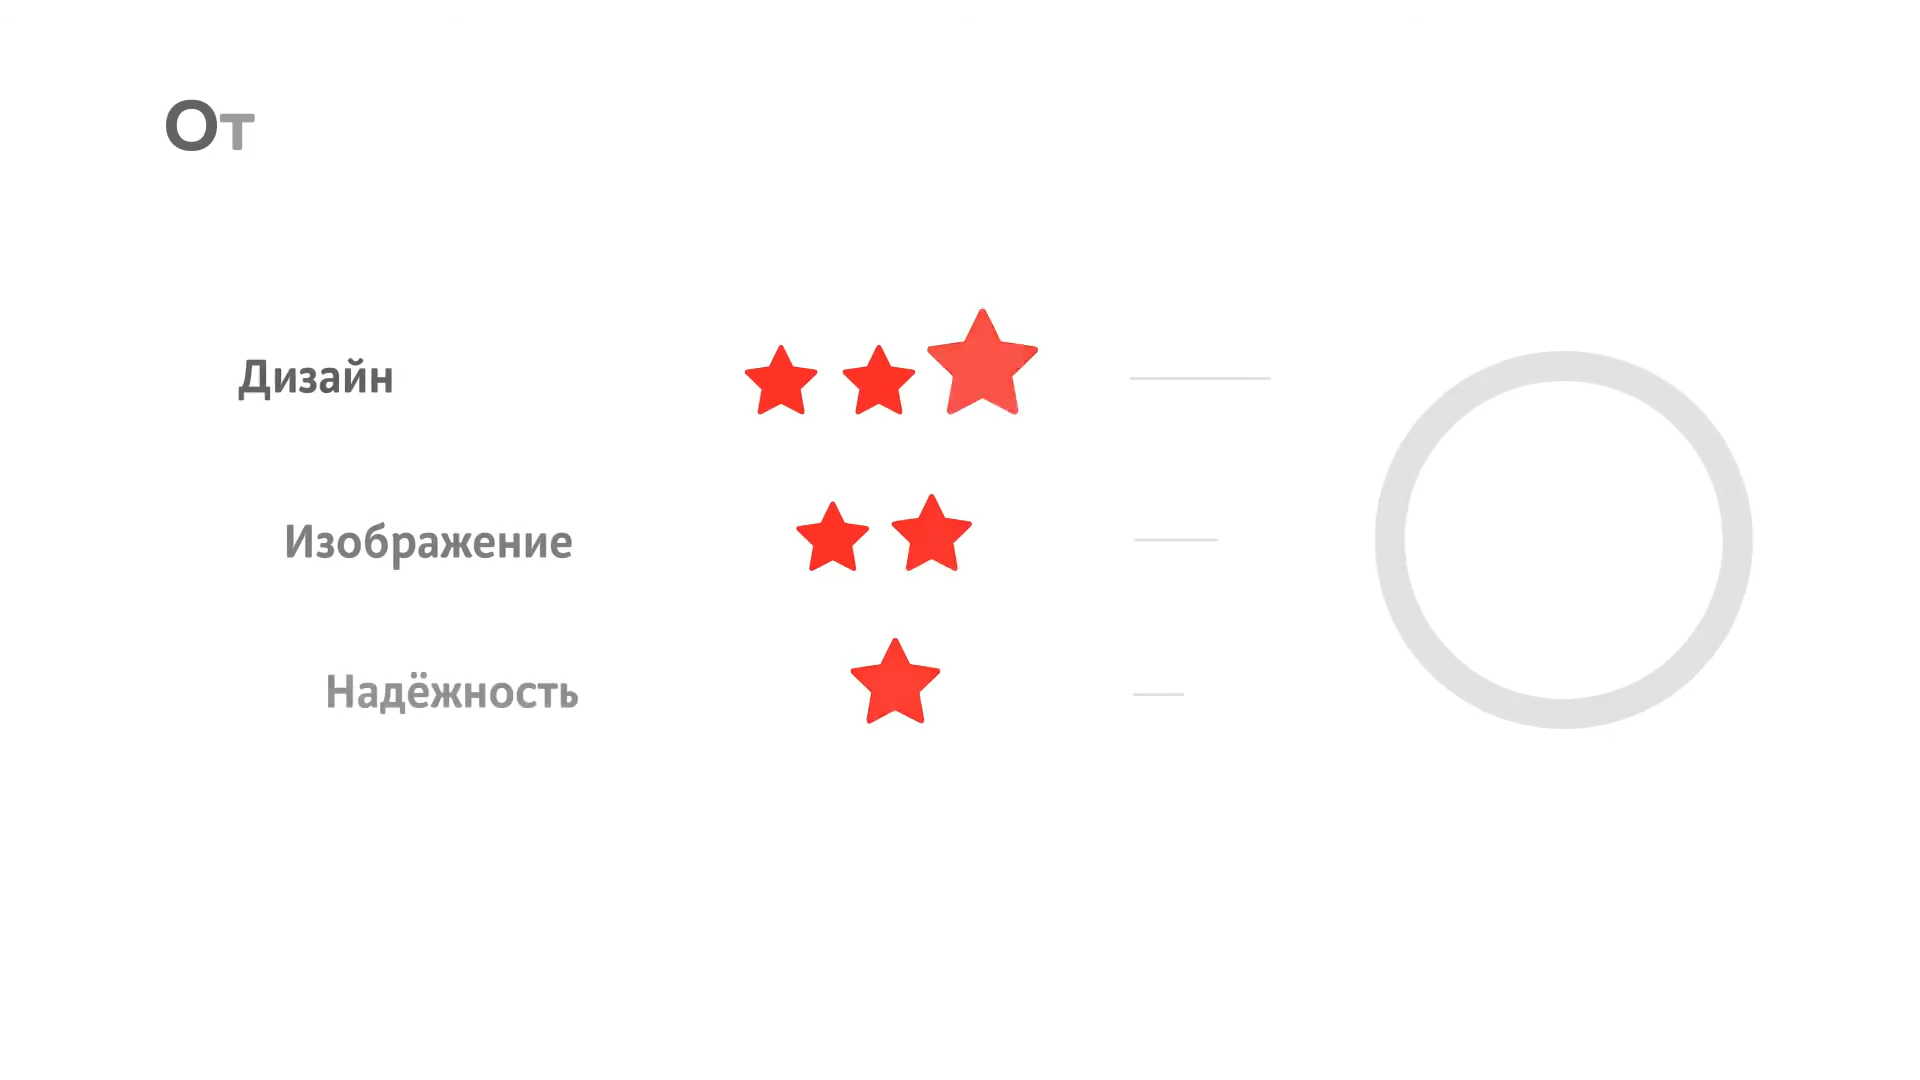 От
Дизайн
Изображение
Надёжность